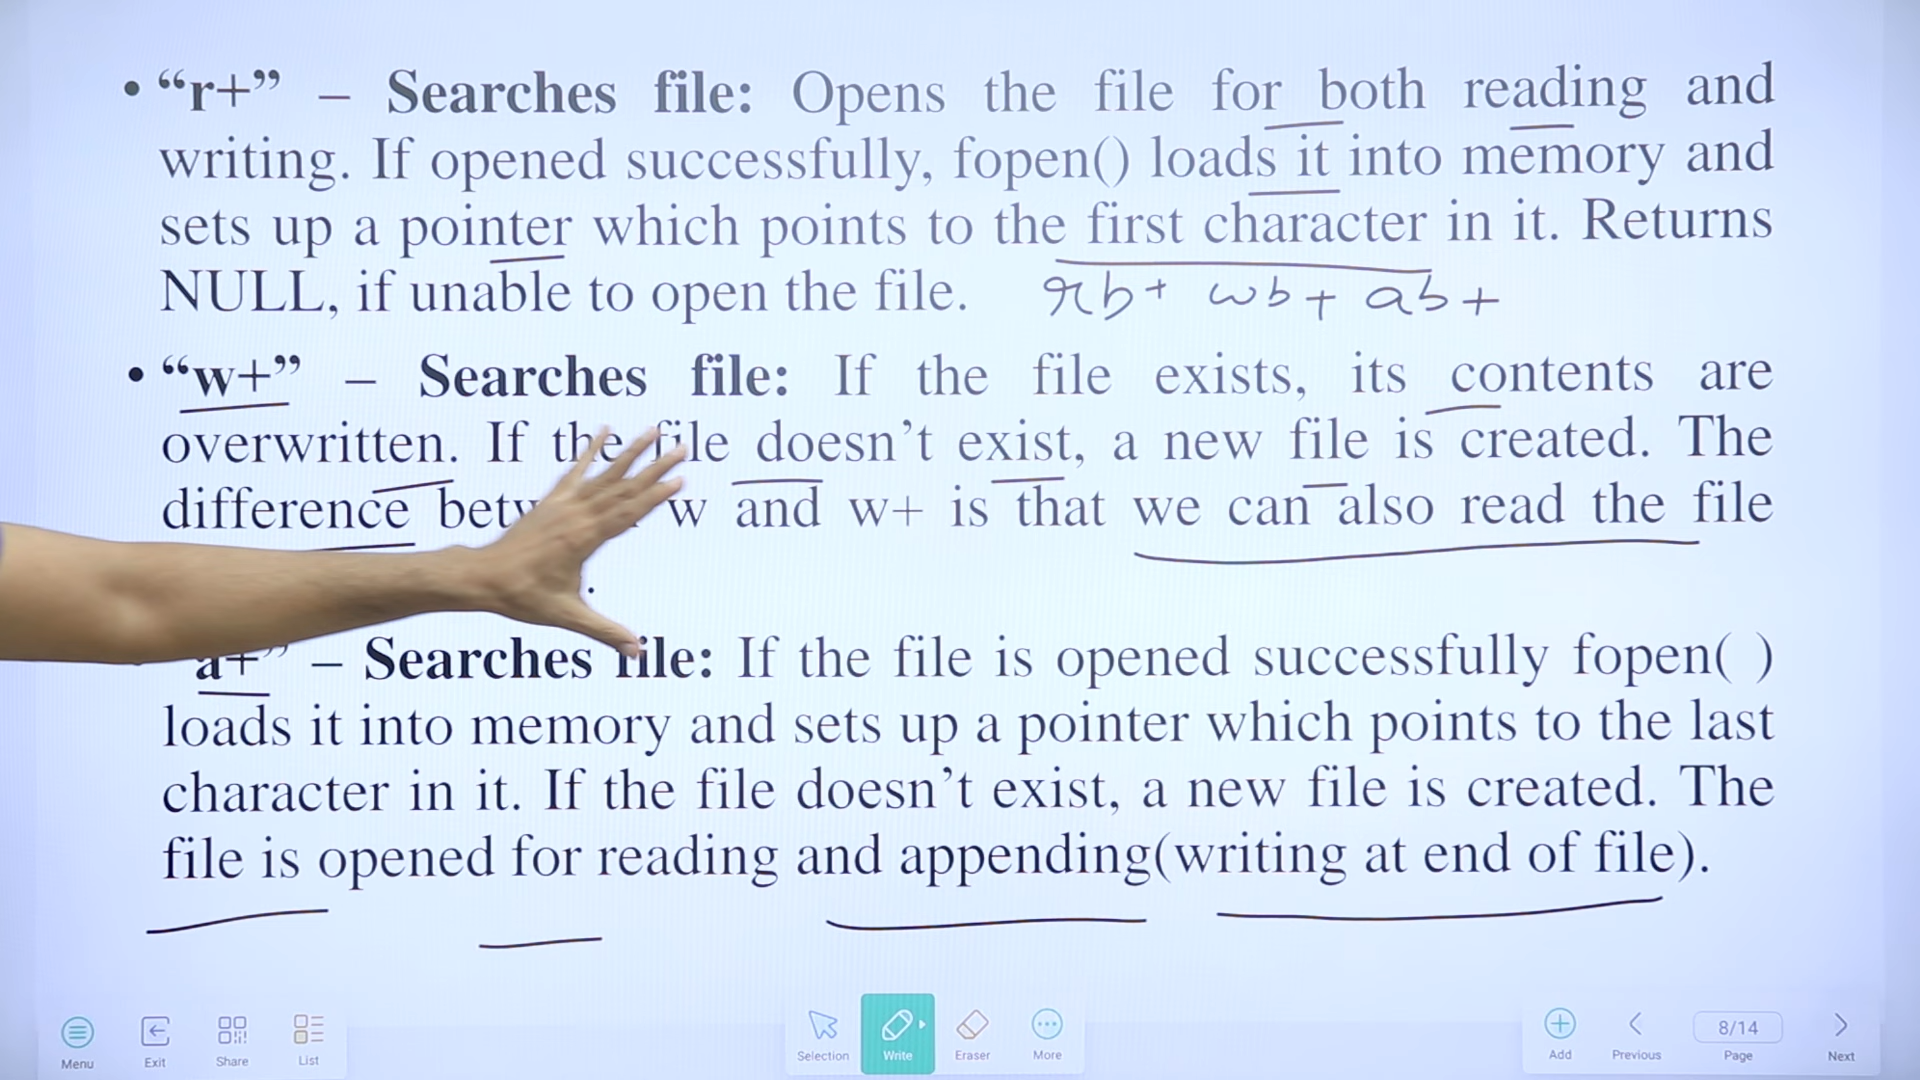 • “r+” – Searches file: Opens the file for both reading and
writing. If opened successfully, fopen() loads it into memory and
sets up a pointer which points to the first character in it. Returns
NULL, if unable to open the file. rb+ wb+ ab+
• “w+” – Searches file: If the file exists, its contents are
overwritten. If the file doesn’t exist, a new file is created. The
difference w and w+ is that we can also read the file
.
a+” – Searches file: If the file is opened successfully fopen( )
loads it into memory and sets up a pointer which points to the last
character in it. If the file doesn’t exist, a new file is created. The
file is opened for reading and appending(writing at end of file).
Menu Exit Share List Selection Write Eraser More Add Previous 8/14 Page Next